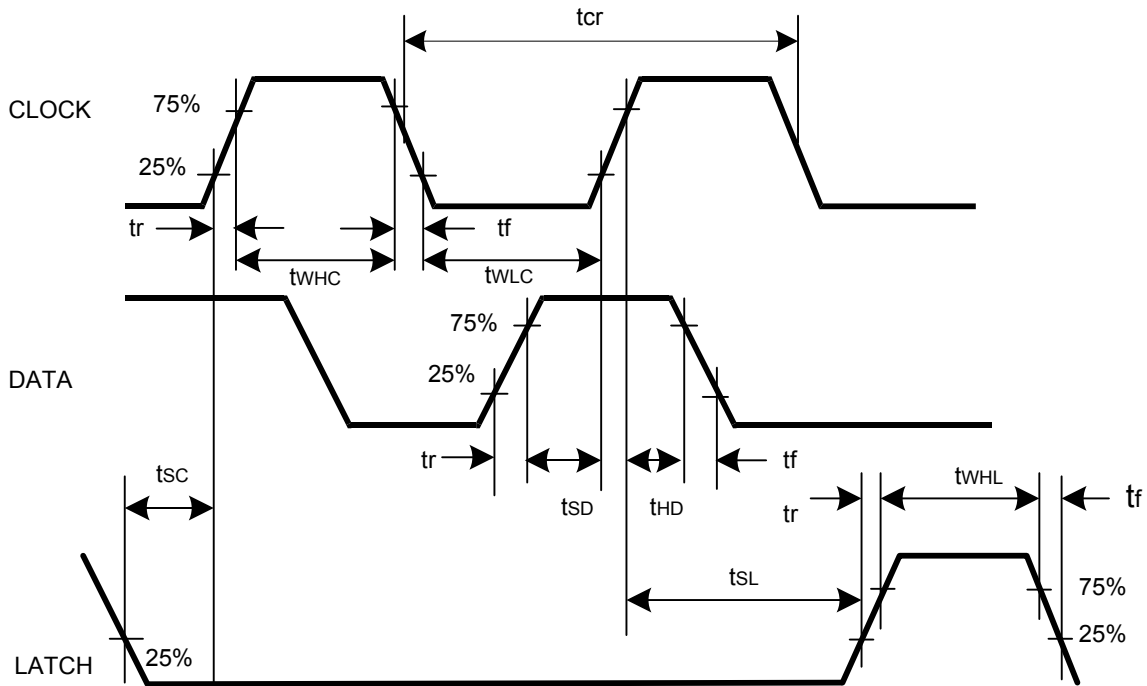 tcr
75%
CLOCK
25%
tr
tf
tWHC
tWLC
75%
DATA
25%
tr
tf
tSC
tSD
tHD
tWHL
tr
tf
tSL
75%
25%
25%
LATCH